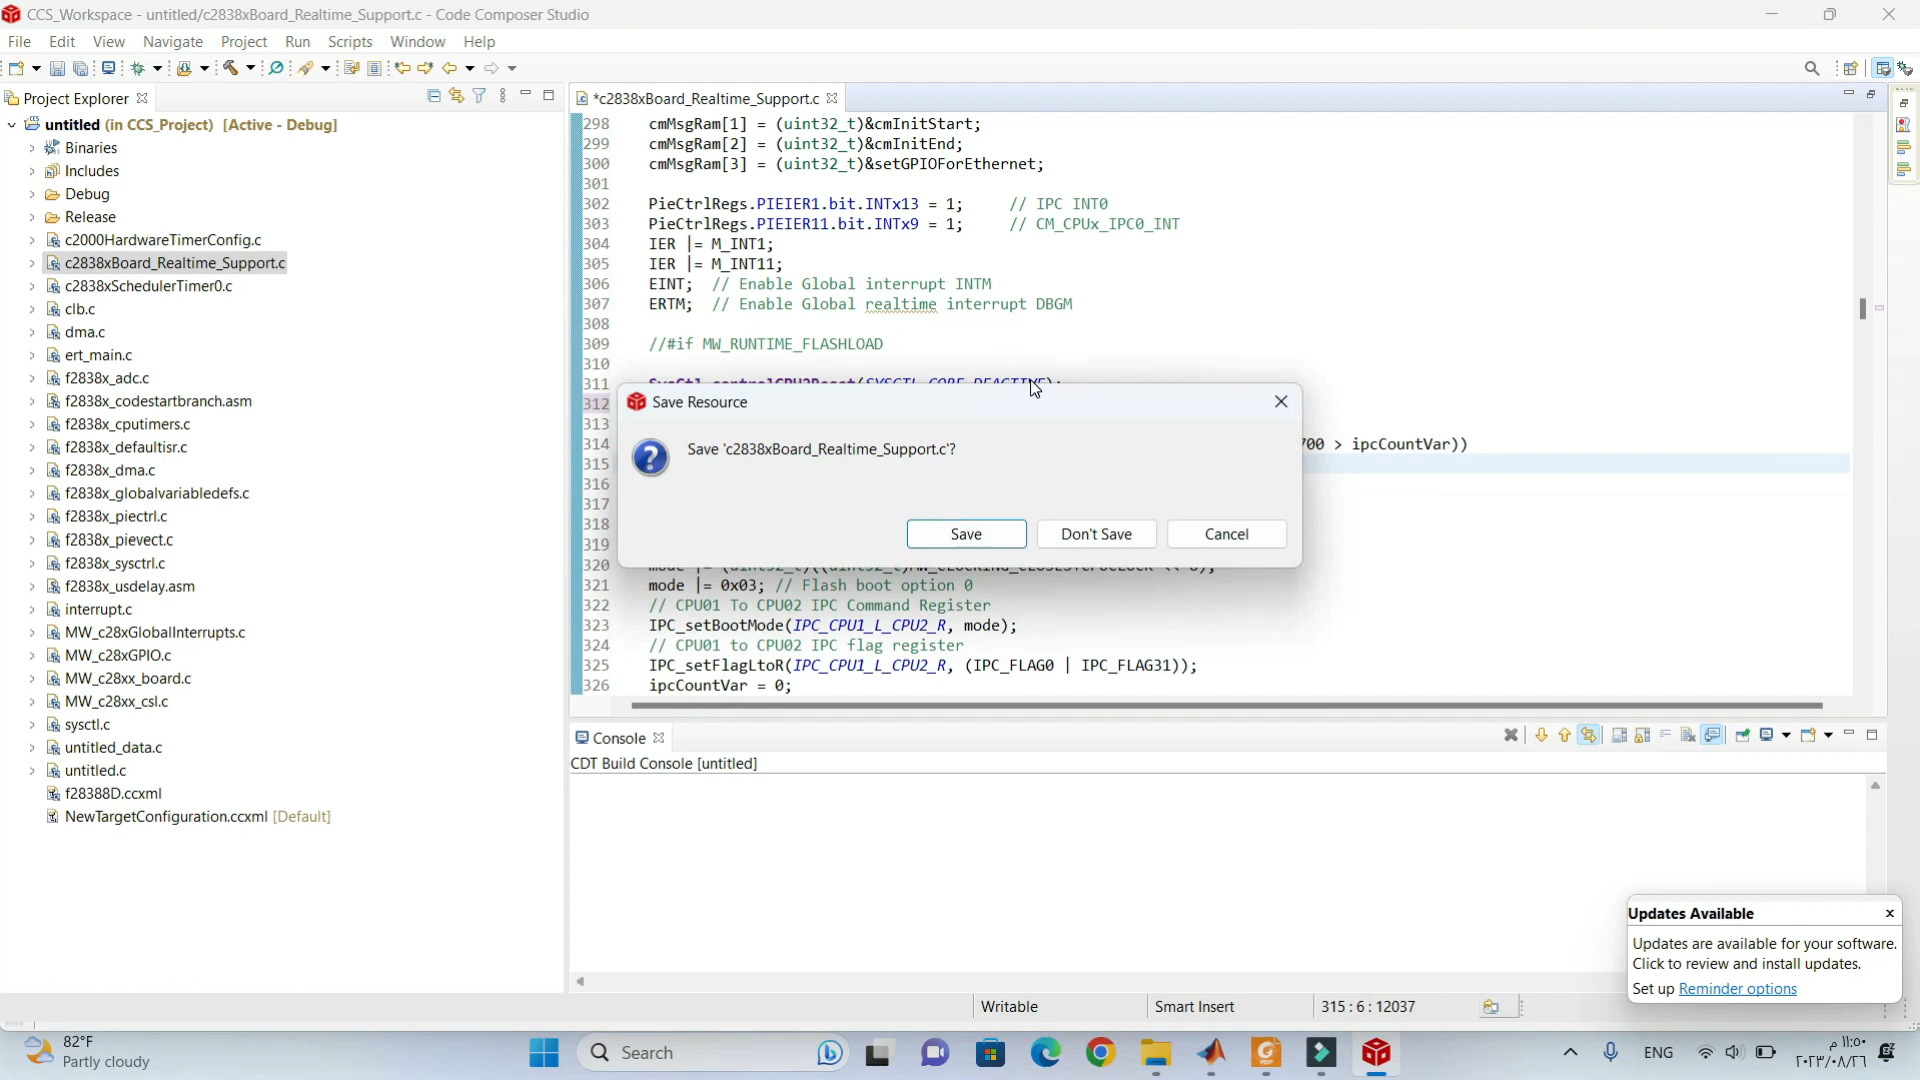 CCS_Workspace - untitled/c2838xBoard_Realtime_Support.c - Code Composer Studio
File Edit View Navigate Project Run Scripts Window Help
Project Explorer
*c2838xBoard_Realtime_Support.c
untitled (in CCS_Project) [Active - Debug]
Binaries
Includes
Debug
Release
c2000HardwareTimerConfig.c
c2838xBoard_Realtime_Support.c
c2838xSchedulerTimer0.c
clb.c
dma.c
ert_main.c
f2838x_adc.c
f2838x_codestartbranch.asm
f2838x_cputimers.c
f2838x_defaultisr.c
f2838x_dma.c
f2838x_globalvariabledefs.c
f2838x_piectrl.c
f2838x_pievect.c
f2838x_sysctrl.c
f2838x_usdelay.asm
interrupt.c
MW_c28xGlobalInterrupts.c
MW_c28xGPIO.c
MW_c28xx_board.c
MW_c28xx_csl.c
sysctl.c
untitled_data.c
untitled.c
f28388D.ccxml
NewTargetConfiguration.ccxml [Default]
298 cmMsgRam[1] = (uint32_t)&cmInitStart;
299 cmMsgRam[2] = (uint32_t)&cmInitEnd;
300 cmMsgRam[3] = (uint32_t)&setGPIOForEthernet;
301
302 PieCtrlRegs.PIEIER1.bit.INTx13 = 1; // IPC INT0
303 PieCtrlRegs.PIEIER11.bit.INTx9 = 1; // CM_CPUx_IPC0_INT
304 IER |= M_INT1;
305 IER |= M_INT11;
306 EINT; // Enable Global interrupt INTM
307 ERTM; // Enable Global realtime interrupt DBGM
308
309 //#if MW_RUNTIME_FLASHLOAD
310
311 SysCtl_controlCPU2Reset(SYSCTL_CORE_DEACTIVE);
312
313
314 700 > ipcCountVar))
315
316
317
318
319
320
321 mode |= 0x03; // Flash boot option 0
322 // CPU01 To CPU02 IPC Command Register
323 IPC_setBootMode(IPC_CPU1_L_CPU2_R, mode);
324 // CPU01 to CPU02 IPC flag register
325 IPC_setFlagLtoR(IPC_CPU1_L_CPU2_R, (IPC_FLAG0 | IPC_FLAG31));
326 ipcCountVar = 0;
Save Resource
Save 'c2838xBoard_Realtime_Support.c'?
Save Don't Save Cancel
Console
CDT Build Console [untitled]
Updates Available
Updates are available for your software.
Click to review and install updates.
Set up Reminder options
Writable Smart Insert 315 : 6 : 12037
82°F
Partly cloudy
Search
ENG
١١:٥٠ م
٢٠٢٣/٠٨/٢٦